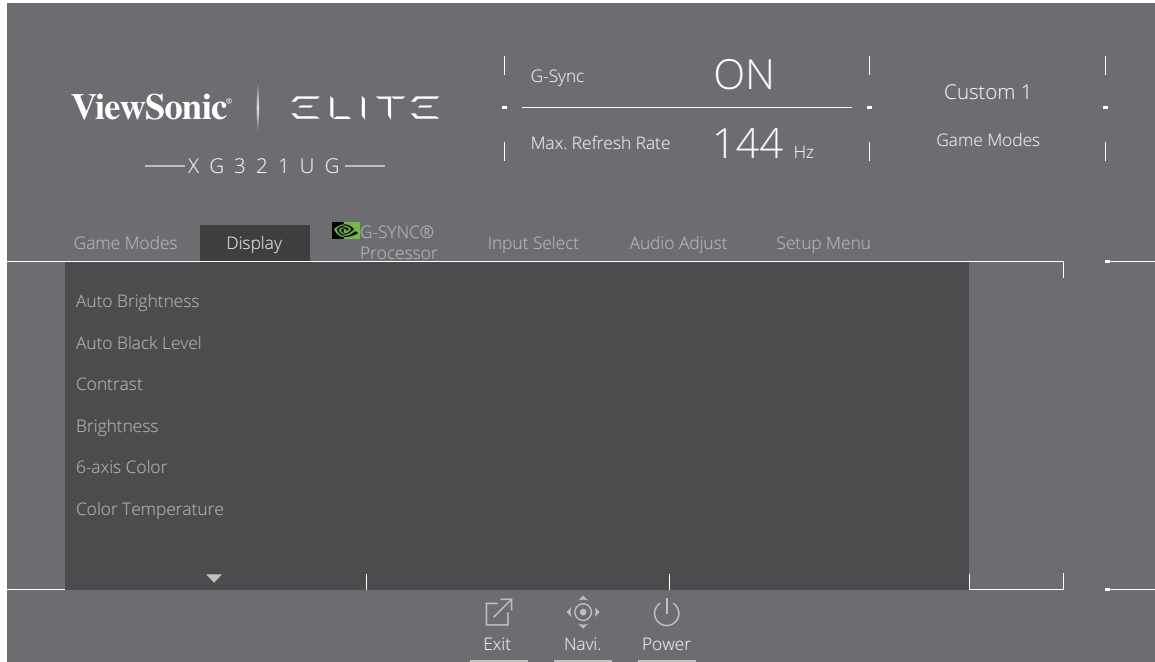 ViewSonic® ELITE
XG321UG
G-Sync ON
Max. Refresh Rate 144 Hz
Custom 1
Game Modes
Game Modes Display G-SYNC® Processor Input Select Audio Adjust Setup Menu
Auto Brightness
Auto Black Level
Contrast
Brightness
6-axis Color
Color Temperature
Exit Navi. Power